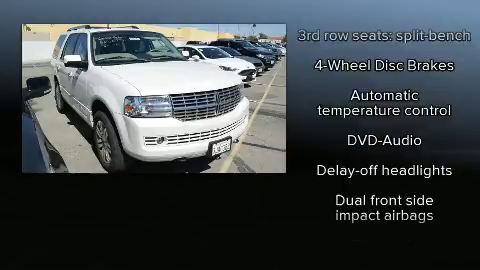 3rd row seats: split-bench
4-Wheel Disc Brakes
Automatic
temperature control
DVD-Audio
Delay-off headlights
Dual front side
impact airbags